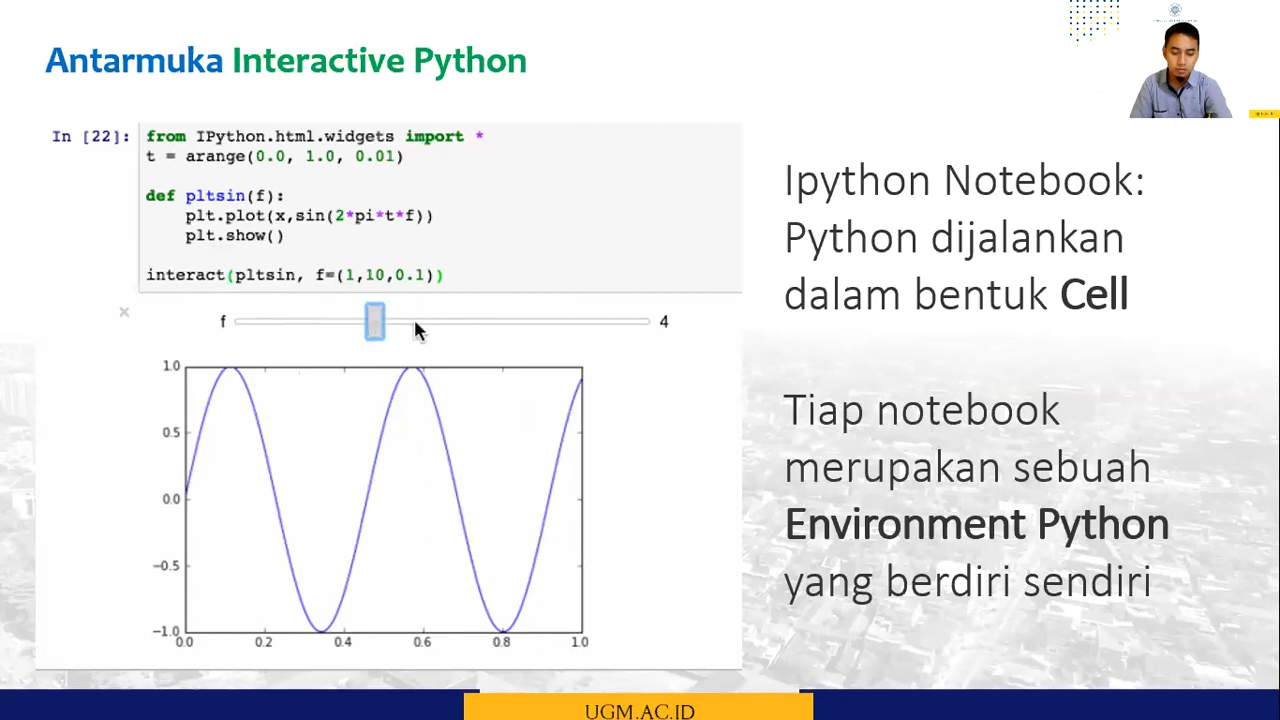 Antarmuka Interactive Python
In [22]:
from IPython.html.widgets import *
t = arange(0.0, 1.0, 0.01)
def pltsin(f):
    plt.plot(x,sin(2*pi*t*f))
    plt.show()
interact(pltsin, f=(1,10,0.1))
×
f
4
1.0
0.5
0.0
−0.5
−1.0
0.0 0.2 0.4 0.6 0.8 1.0
Ipython Notebook:
Python dijalankan
dalam bentuk Cell
Tiap notebook
merupakan sebuah
Environment Python
yang berdiri sendiri
UGM.AC.ID